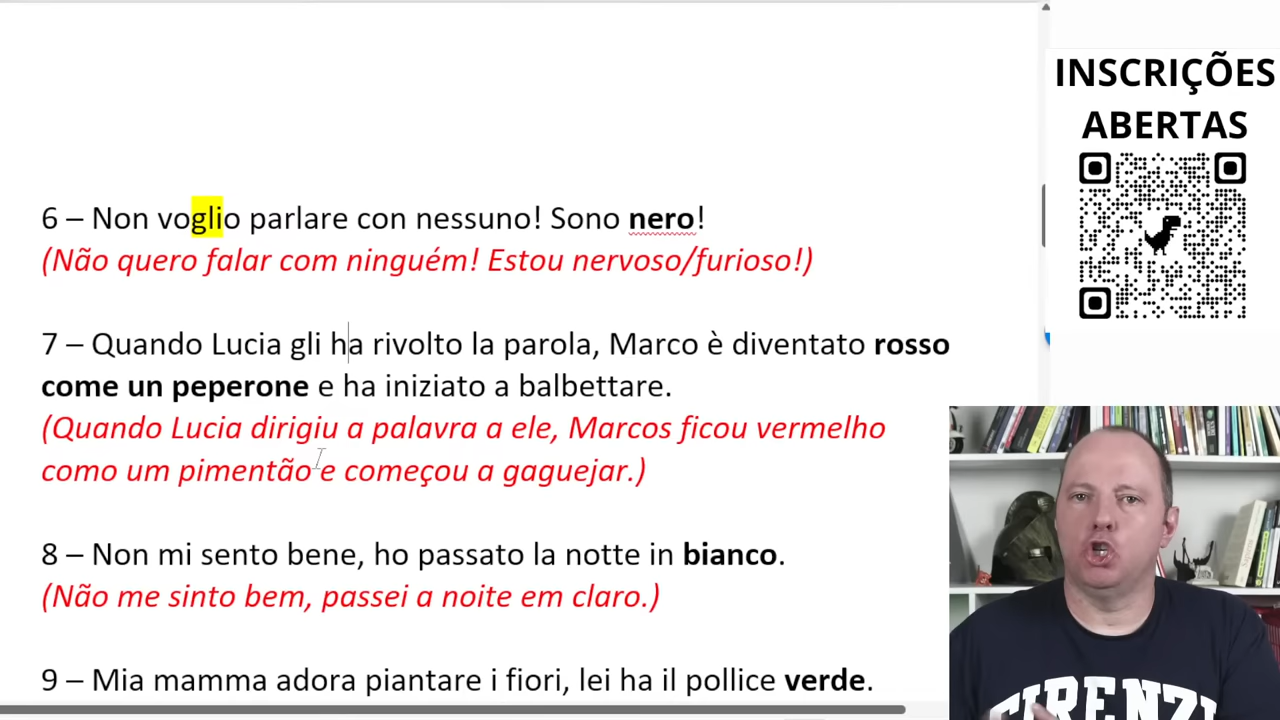 INSCRIÇÕES
ABERTAS
6 – Non voglio parlare con nessuno! Sono nero!
(Não quero falar com ninguém! Estou nervoso/furioso!)
7 – Quando Lucia gli ha rivolto la parola, Marco è diventato rosso
come un peperone e ha iniziato a balbettare.
(Quando Lucia dirigiu a palavra a ele, Marcos ficou vermelho
como um pimentão e começou a gaguejar.)
8 – Non mi sento bene, ho passato la notte in bianco.
(Não me sinto bem, passei a noite em claro.)
9 – Mia mamma adora piantare i fiori, lei ha il pollice verde.
FIRENZE